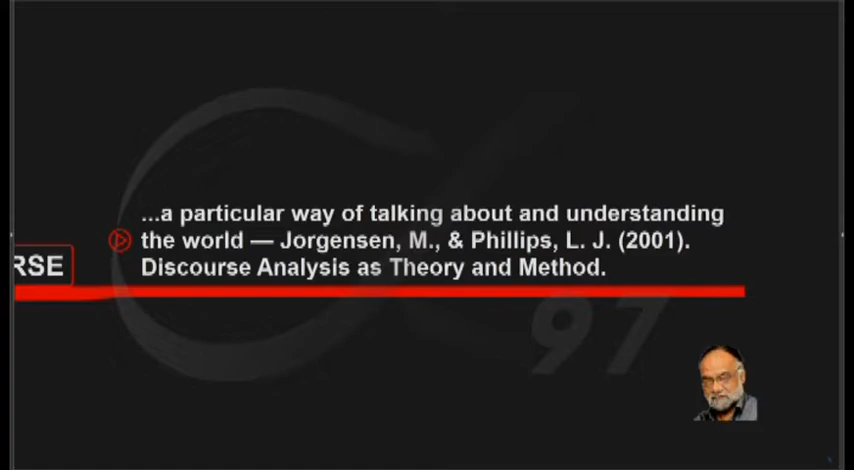 ...a particular way of talking about and understanding
the world — Jorgensen, M., & Phillips, L. J. (2001).
RSE
Discourse Analysis as Theory and Method.
97